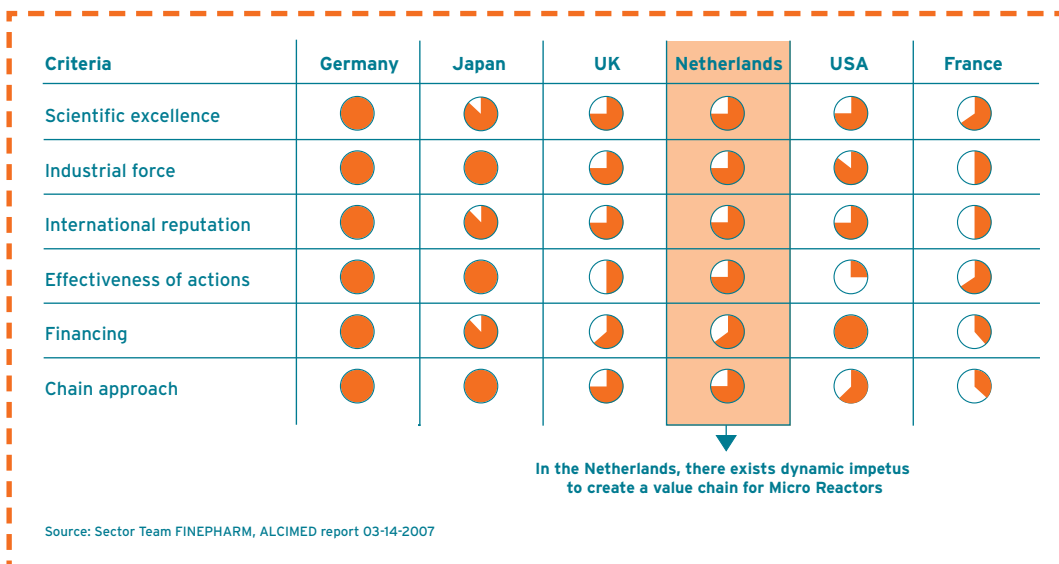 Criteria Germany Japan UK Netherlands USA France
Scientific excellence
Industrial force
International reputation
Effectiveness of actions
Financing
Chain approach
In the Netherlands, there exists dynamic impetus
to create a value chain for Micro Reactors
Source: Sector Team FINEPHARM, ALCIMED report 03-14-2007